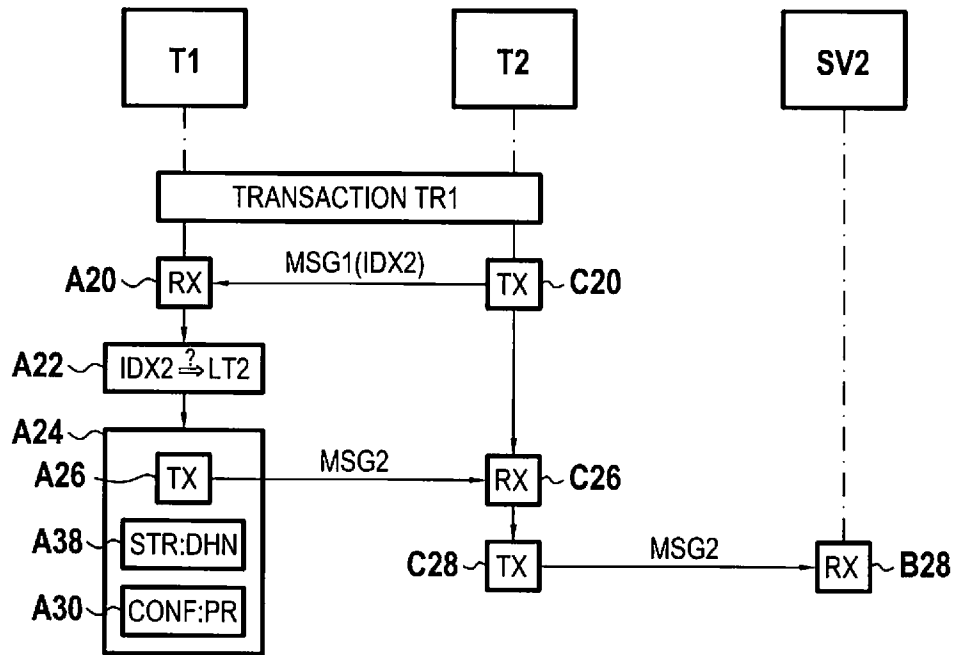 T1 T2 SV2
TRANSACTION TR1
A20 RX MSG1(IDX2) TX C20
A22 IDX2 ?⇒ LT2
A24
A26 TX MSG2 RX C26
A38 STR:DHN
C28 TX MSG2 RX B28
A30 CONF:PR